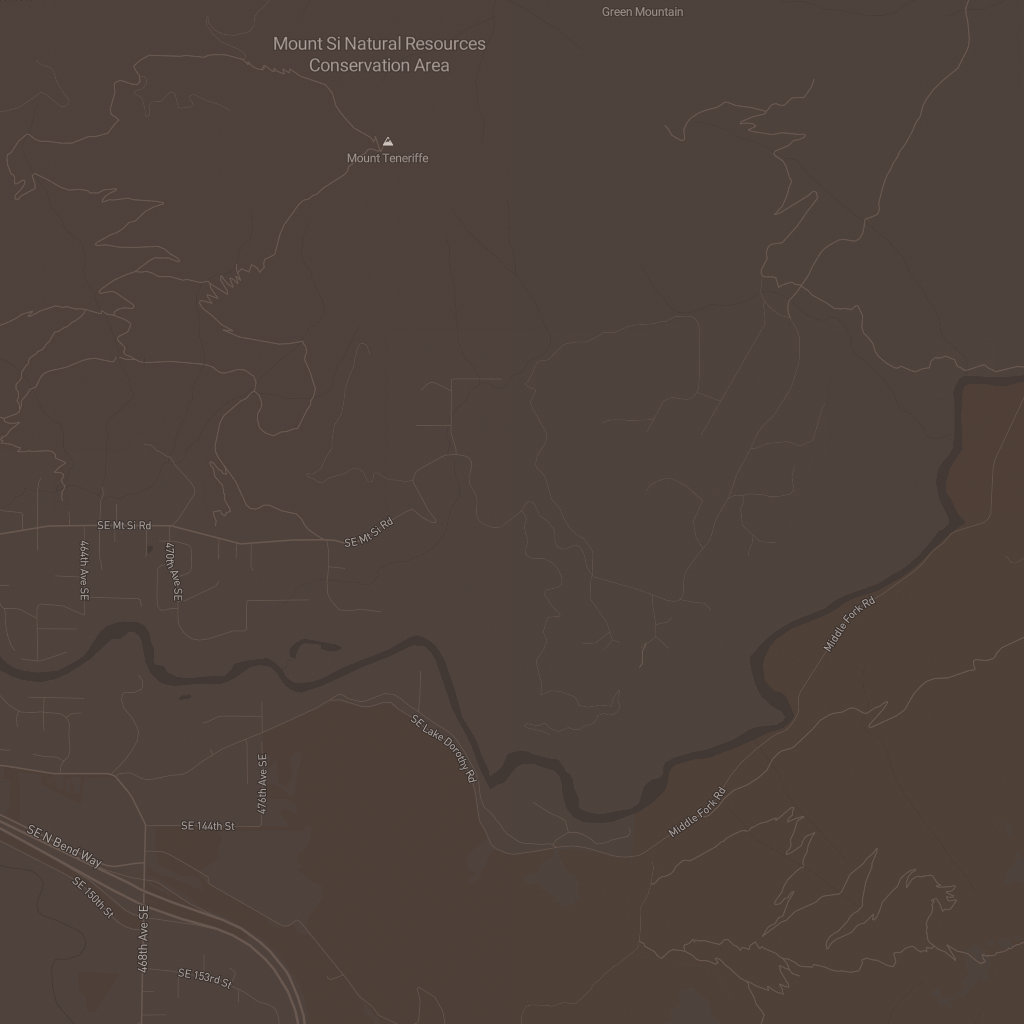 Green Mountain
Mount Si Natural Resources
Conservation Area
Mount Teneriffe
SE Mt Si Rd
SE Mt Si Rd
464th Ave SE
470th Ave SE
Middle Fork Rd
SE Lake Dorothy Rd
476th Ave SE
Middle Fork Rd
SE 144th St
SE N Bend Way
SE 150th St
468th Ave SE
SE 153rd St